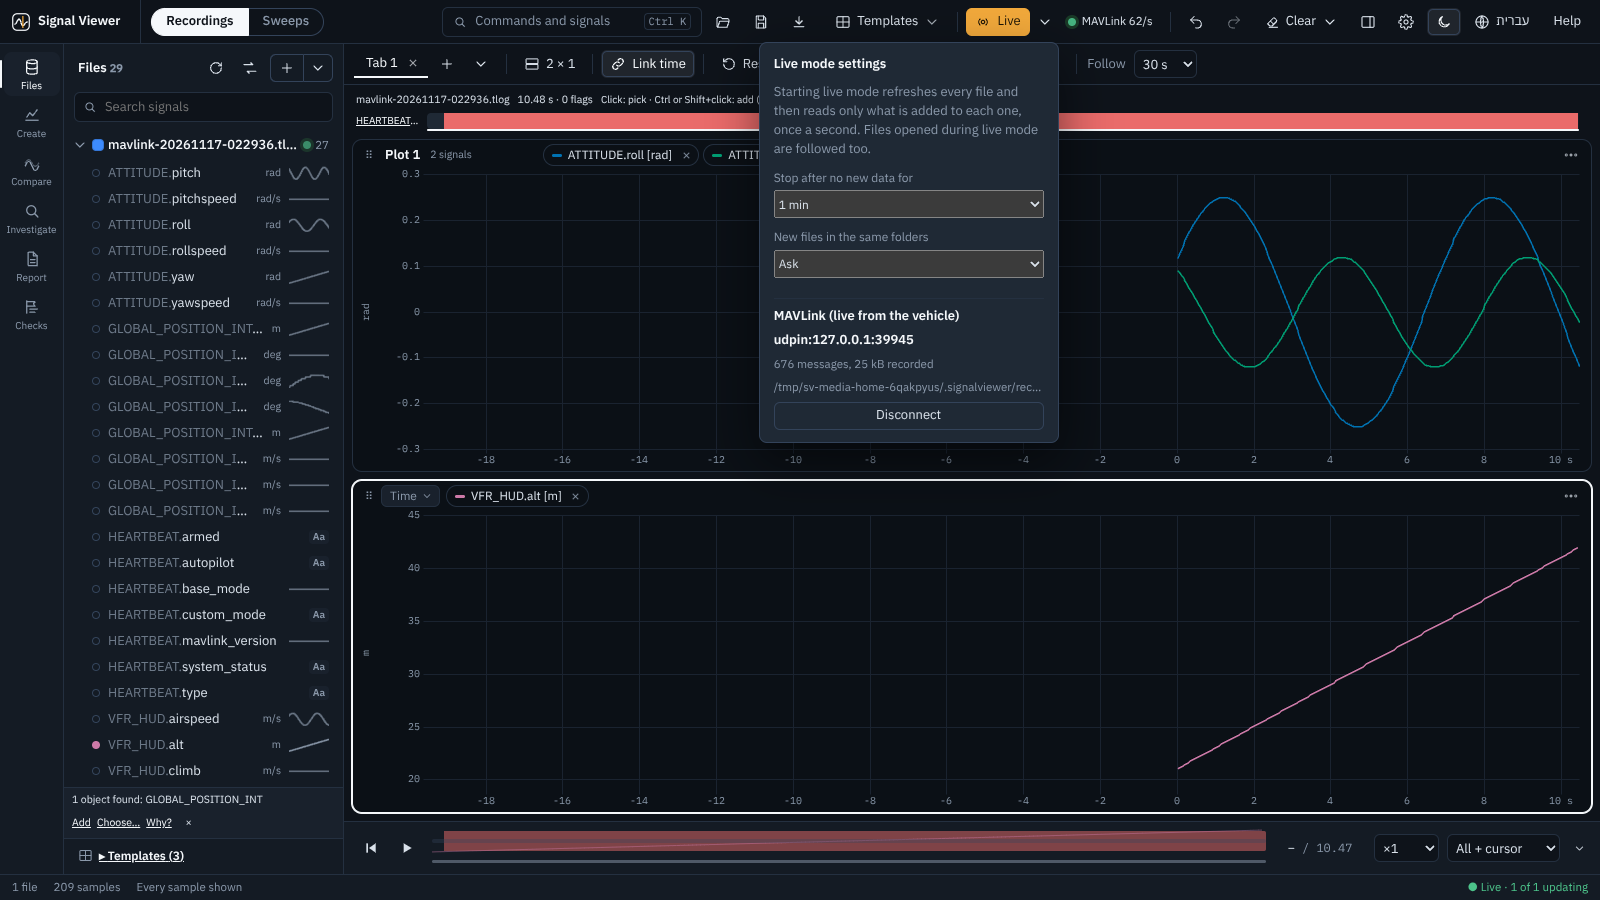 Signal Viewer
Recordings
Sweeps
Commands and signals
Ctrl K
Templates
Live
MAVLink 62/s
Clear
עברית
Help
Files
Create
Compare
Investigate
Report
Checks
Files 29
Search signals
mavlink-20261117-022936.tl... 27
ATTITUDE.pitch rad
ATTITUDE.pitchspeed rad/s
ATTITUDE.roll rad
ATTITUDE.rollspeed rad/s
ATTITUDE.yaw rad
ATTITUDE.yawspeed rad/s
GLOBAL_POSITION_INT... m
GLOBAL_POSITION_I... deg
GLOBAL_POSITION_I... deg
GLOBAL_POSITION_I... deg
GLOBAL_POSITION_INT... m
GLOBAL_POSITION_I... m/s
GLOBAL_POSITION_I... m/s
GLOBAL_POSITION_I... m/s
HEARTBEAT.armed Aa
HEARTBEAT.autopilot Aa
HEARTBEAT.base_mode
HEARTBEAT.custom_mode Aa
HEARTBEAT.mavlink_version
HEARTBEAT.system_status Aa
HEARTBEAT.type Aa
VFR_HUD.airspeed m/s
VFR_HUD.alt m
VFR_HUD.climb m/s
1 object found: GLOBAL_POSITION_INT
Add Choose... Why? ×
▸ Templates (3)
Tab 1 ×
2 × 1
Link time
Re
Follow
30 s
mavlink-20261117-022936.tlog 10.48 s · 0 flags Click: pick · Ctrl or Shift+click: add (
HEARTBEAT...
Plot 1 2 signals
ATTITUDE.roll [rad] ×
ATTIT
0.3
0.2
0.1
0
-0.1
-0.2
-0.3
rad
-18 -16 -14 -12 -10 -8 -6 -4 -2 0 2 4 6 8 10 s
Live mode settings
Starting live mode refreshes every file and
then reads only what is added to each one,
once a second. Files opened during live mode
are followed too.
Stop after no new data for
1 min
New files in the same folders
Ask
MAVLink (live from the vehicle)
udpin:127.0.0.1:39945
676 messages, 25 kB recorded
/tmp/sv-media-home-6qakpyus/.signalviewer/rec...
Disconnect
Time
VFR_HUD.alt [m] ×
45
40
35
30
25
20
m
-18 -16 -14 -12 -10 -8 -6 -4 -2 0 2 4 6 8 10 s
– / 10.47
×1
All + cursor
1 file 209 samples Every sample shown
Live · 1 of 1 updating